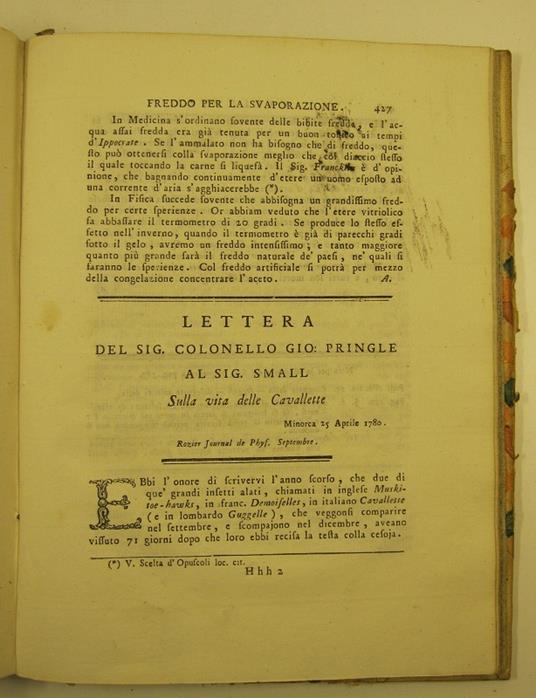 FREDDO PER LA SVAPORAZIONE. 427
In Medicina s'ordinano sovente delle bibite fredde, e l'ac-
qua assai fredda era già tenuta per un buon tonico ai tempi
d'Ippocrate. Se l'ammalato non ha bisogno che di freddo, que-
sto può ottenersi colla svaporazione meglio che col diaccio stesso
il quale toccando la carne si liquefà. Il Sig. Francklin è d'opi-
nione, che bagnando continuamente d'etere un uomo esposto ad
una corrente d'aria s'agghiacerebbe (*).
In Fisica succede sovente che abbisogna un grandissimo fred-
do per certe sperienze. Or abbiam veduto che l'etere vitriolico
fa abbassare il termometro di 20 gradi. Se produce lo stesso ef-
fetto nell'inverno, quando il termometro è già di parecchi gradi
sotto il gelo, avremo un freddo intensissimo; e tanto maggiore
quanto più grande sarà il freddo naturale de' paesi, ne' quali si
faranno le sperienze. Col freddo artificiale si potrà per mezzo
della congelazione concentrare l'aceto. A.
LETTERA
DEL SIG. COLONELLO GIO: PRINGLE
AL SIG. SMALL
Sulla vita delle Cavallette
Minorca 25 Aprile 1780.
Rozier Journal de Phys. Septembre.
EBbi l'onore di scrivervi l'anno scorso, che due di
que' grandi insetti alati, chiamati in inglese Muski-
toe-hawks, in franc. Demoiselles, in italiano Cavallette
(e in lombardo Guggelle), che veggonsi comparire
nel settembre, e scompajono nel dicembre, aveano
vissuto 71 giorni dopo che loro ebbi recisa la testa colla cesoja.
(*) V. Scelta d'Opuscoli loc. cit.
Hhh 2